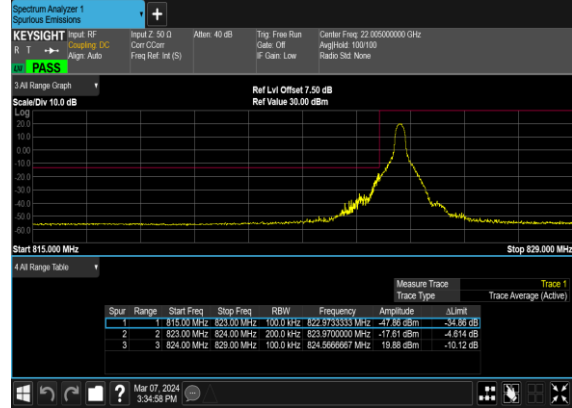 Spectrum Analyzer 1
Spurious Emissions
KEYSIGHT
R T
PASS
Input: RF
Coupling: DC
Align: Auto
Input Z: 50 Ω
Corr CCorr
Freq Ref: Int (S)
Atten: 40 dB
Trig: Free Run
Gate: Off
IF Gain: Low
Center Freq: 22.005000000 GHz
Avg|Hold: 100/100
Radio Std: None
3 All Range Graph
Ref Lvl Offset 7.50 dB
Scale/Div 10.0 dB
Ref Value 30.00 dBm
Log
20.0
10.0
0.00
-10.0
-20.0
-30.0
-40.0
-50.0
-60.0
Start 815.000 MHz
Stop 829.000 MHz
4 All Range Table
Measure Trace Trace 1
Trace Type Trace Average (Active)
Spur Range Start Freq Stop Freq RBW Frequency Amplitude ΔLimit
1 1 815.00 MHz 823.00 MHz 100.0 kHz 822.9733333 MHz -47.86 dBm -34.86 dB
2 2 823.00 MHz 824.00 MHz 200.0 kHz 823.9700000 MHz -17.61 dBm -4.614 dB
3 3 824.00 MHz 829.00 MHz 100.0 kHz 824.5666667 MHz 19.88 dBm -10.12 dB
?
Mar 07, 2024
3:34:58 PM